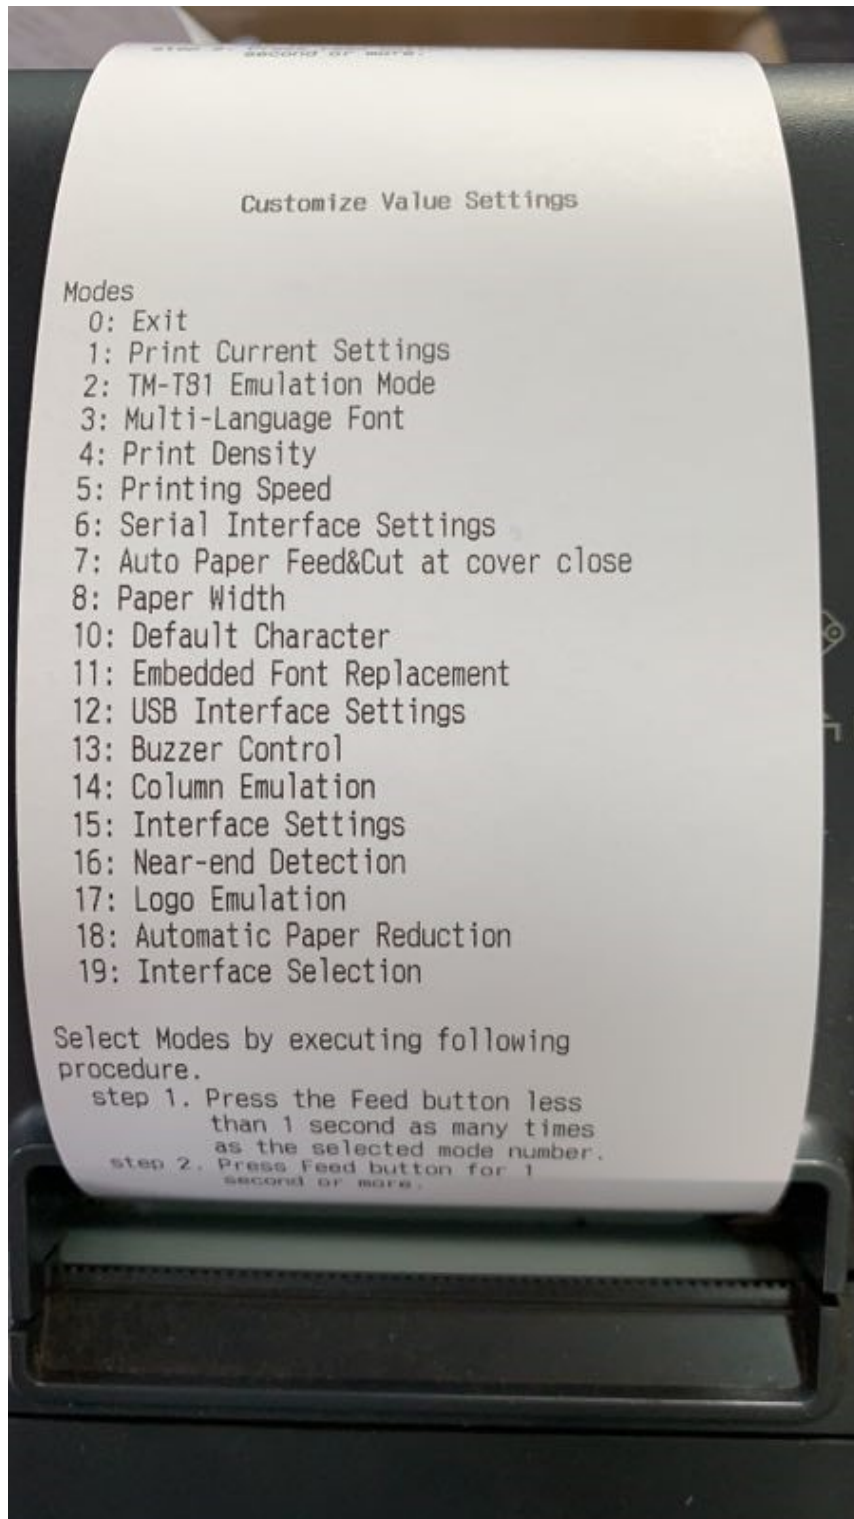 second or more.
Customize Value Settings
Modes
0: Exit
1: Print Current Settings
2: TM-T81 Emulation Mode
3: Multi-Language Font
4: Print Density
5: Printing Speed
6: Serial Interface Settings
7: Auto Paper Feed&Cut at cover close
8: Paper Width
10: Default Character
11: Embedded Font Replacement
12: USB Interface Settings
13: Buzzer Control
14: Column Emulation
15: Interface Settings
16: Near-end Detection
17: Logo Emulation
18: Automatic Paper Reduction
19: Interface Selection
Select Modes by executing following
procedure.
step 1. Press the Feed button less
than 1 second as many times
as the selected mode number.
step 2. Press Feed button for 1
second or more.